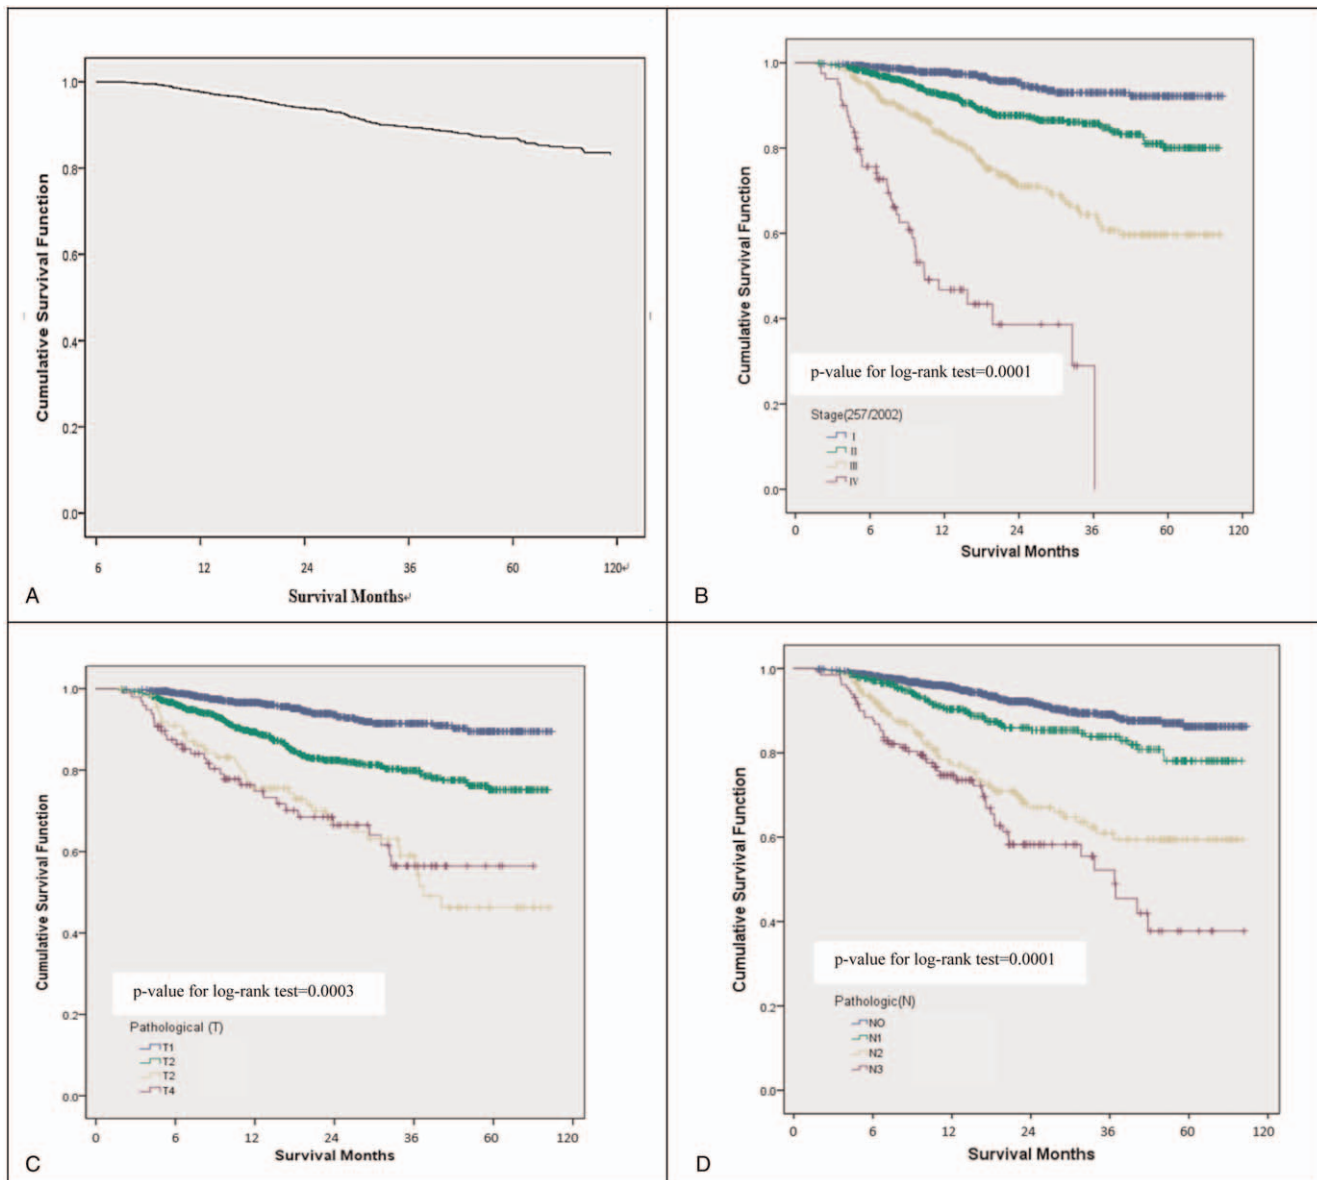 1.0
0.8
0.6
0.4
0.2
0.0
Cumulative Survival Function
6 12 24 36 60 120↵
Survival Months↵
A
1.0
0.8
0.6
0.4
0.2
0.0
Cumulative Survival Function
p-value for log-rank test=0.0001
Stage(257/2002)
I
II
III
IV
0 6 12 24 36 60 120
Survival Months
B
1.0
0.8
0.6
0.4
0.2
0.0
Cumulative Survival Function
p-value for log-rank test=0.0003
Pathological (T)
T1
T2
T2
T4
0 6 12 24 36 60 120
Survival Months
C
1.0
0.8
0.6
0.4
0.2
0.0
Cumulative Survival Function
p-value for log-rank test=0.0001
Pathologic(N)
NO
N1
N2
N3
0 6 12 24 36 60 120
Survival Months
D